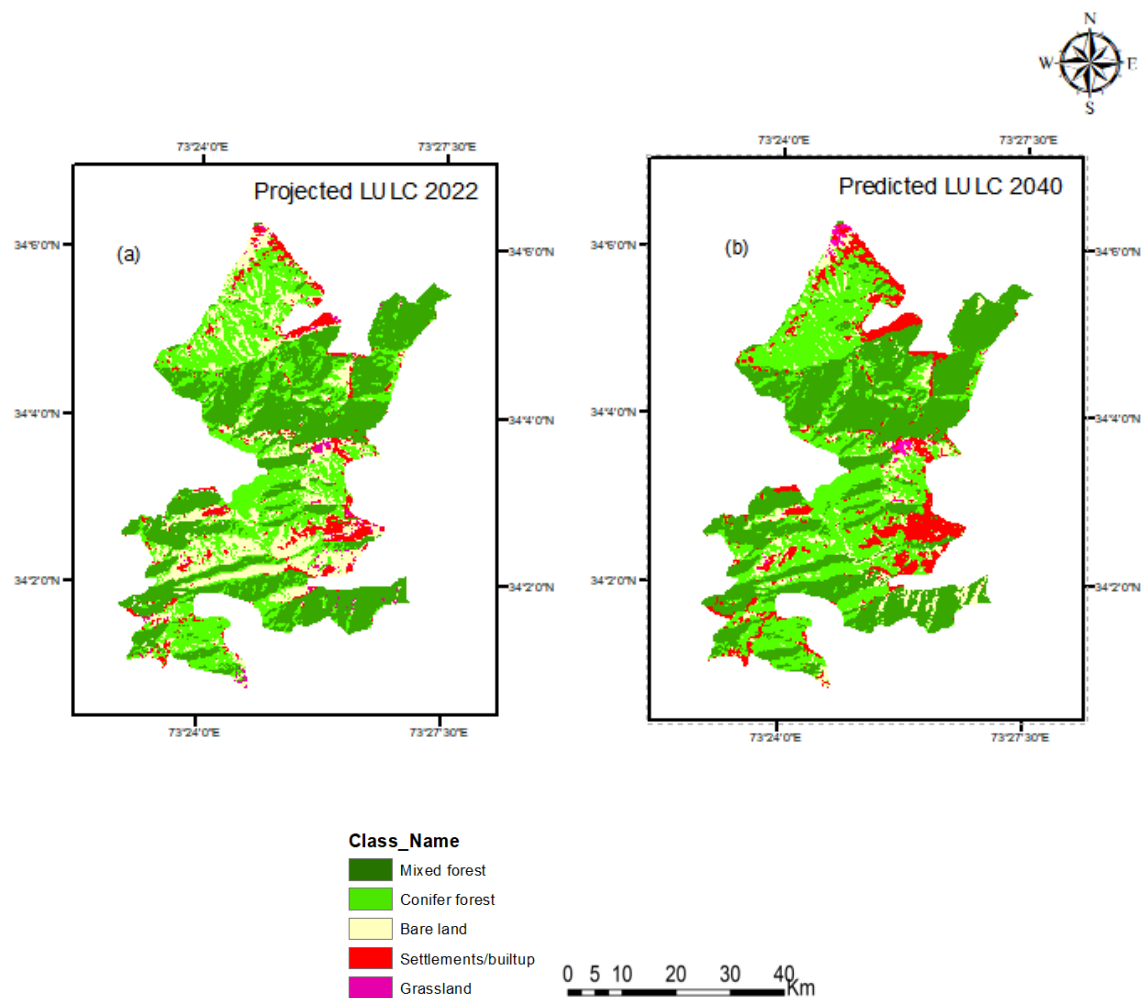 N
W E
S
73°24'0"E 73°27'30"E
73°24'0"E 73°27'30"E
Projected LULC 2022
Predicted LULC 2040
(a)
(b)
34°6'0"N
34°6'0"N
34°6'0"N
34°6'0"N
34°4'0"N
34°4'0"N
34°4'0"N
34°4'0"N
34°2'0"N
34°2'0"N
34°2'0"N
34°2'0"N
73°24'0"E 73°27'30"E
73°24'0"E 73°27'30"E
Class_Name
Mixed forest
Conifer forest
Bare land
Settlements/builtup
Grassland
0 5 10 20 30 40
Km